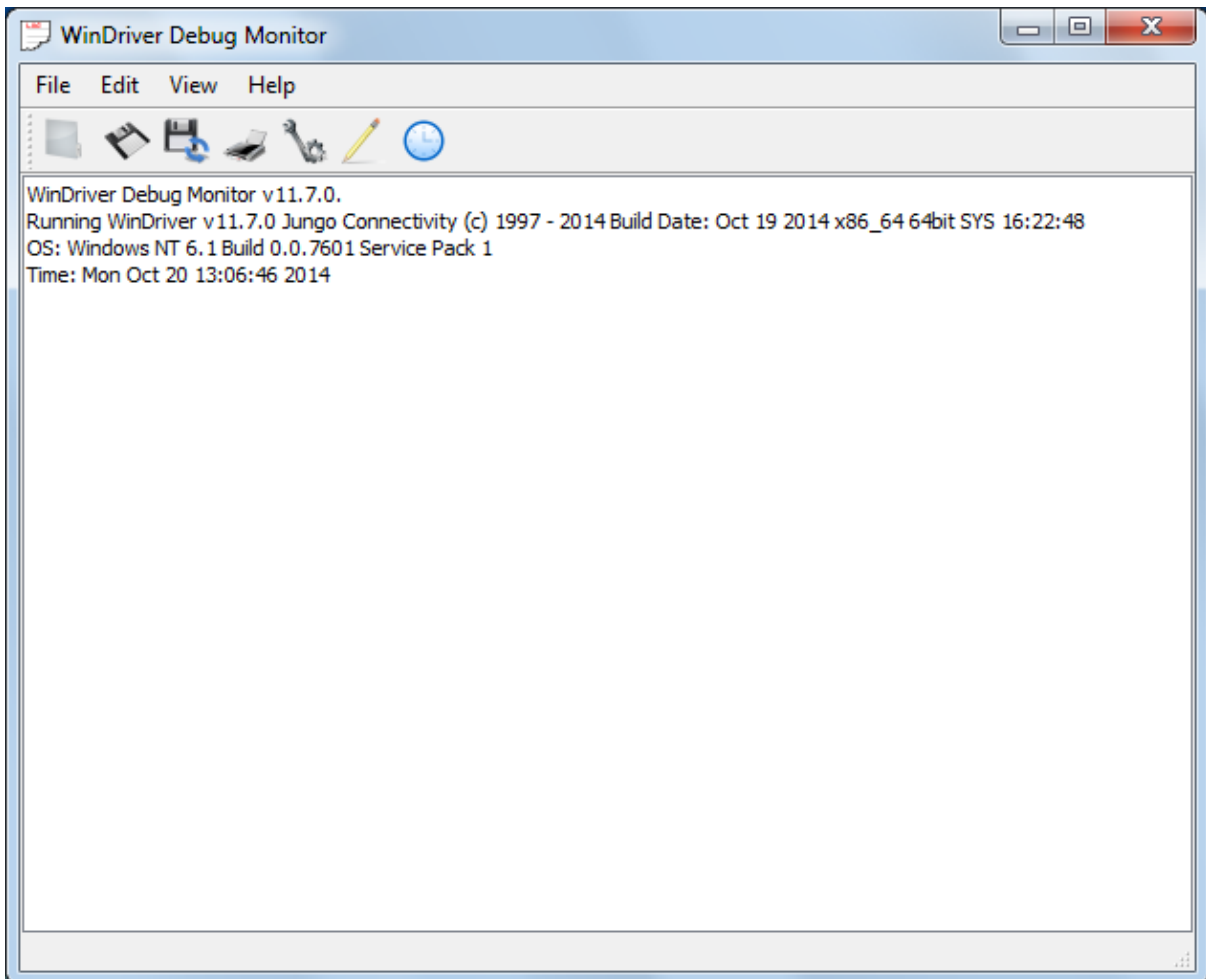 WinDriver Debug Monitor
File Edit View Help
WinDriver Debug Monitor v11.7.0.
Running WinDriver v11.7.0 Jungo Connectivity (c) 1997 - 2014 Build Date: Oct 19 2014 x86_64 64bit SYS 16:22:48
OS: Windows NT 6.1 Build 0.0.7601 Service Pack 1
Time: Mon Oct 20 13:06:46 2014